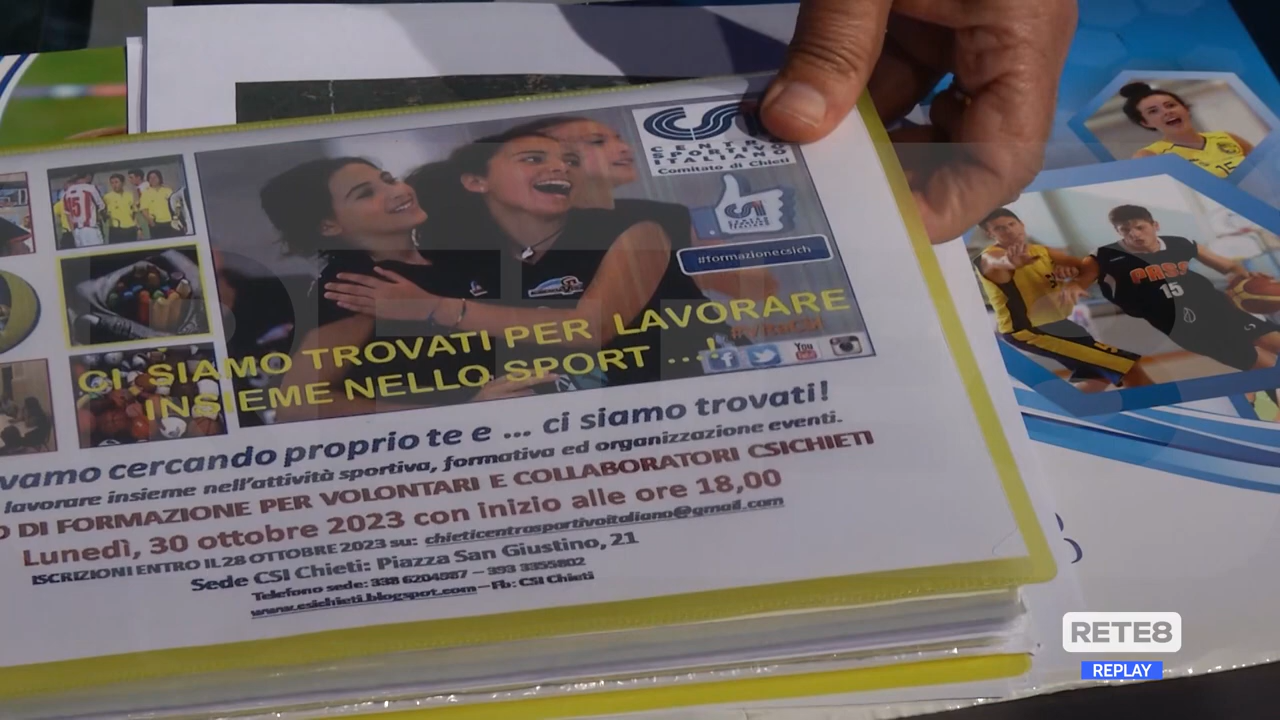 CENTRO
SPORTIVO
ITALIANO
Comitato di Chieti
#formazionecsich
CI SIAMO TROVATI PER LAVORARE
INSIEME NELLO SPORT ...!
#VitaCSI
You
vamo cercando proprio te e ... ci siamo trovati!
lavorare insieme nell'attività sportiva, formativa ed organizzazione eventi.
O DI FORMAZIONE PER VOLONTARI E COLLABORATORI CSICHIETI
Lunedì, 30 ottobre 2023 con inizio alle ore 18,00
ISCRIZIONI ENTRO IL 28 OTTOBRE 2023 su: chieticentrosportivoitaliano@gmail.com
Sede CSI Chieti: Piazza San Giustino, 21
Telefono sede: 338 6204987 – 393 3355802
www.csichieti.blogspot.com – Fb: CSI Chieti
45
15
RETE8
REPLAY